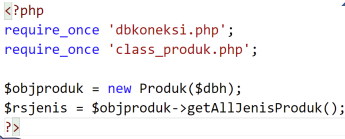 <?php
require_once 'dbkoneksi.php';
require_once 'class_produk.php';
$objproduk = new Produk($dbh);
$rsjenis = $objproduk->getAllJenisProduk();
?>